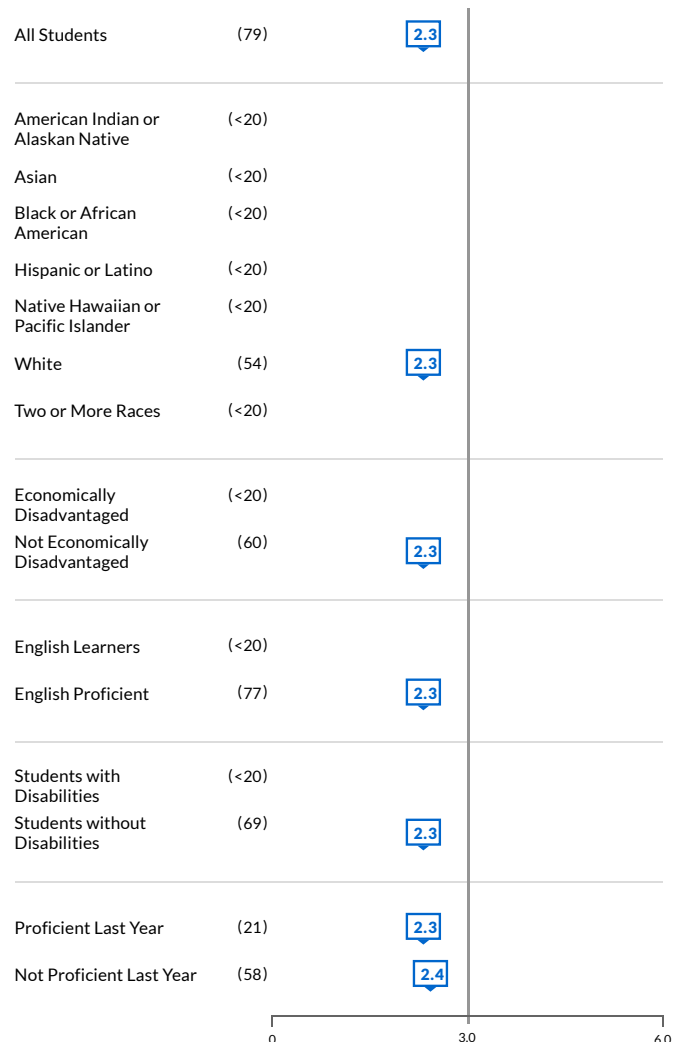 All Students (79) 2.3
American Indian or (<20)
Alaskan Native
Asian (<20)
Black or African (<20)
American
Hispanic or Latino (<20)
Native Hawaiian or (<20)
Pacific Islander
White (54) 2.3
Two or More Races (<20)
Economically (<20)
Disadvantaged
Not Economically (60) 2.3
Disadvantaged
English Learners (<20)
English Proficient (77) 2.3
Students with (<20)
Disabilities
Students without (69) 2.3
Disabilities
Proficient Last Year (21) 2.3
Not Proficient Last Year (58) 2.4
0 3.0 6.0